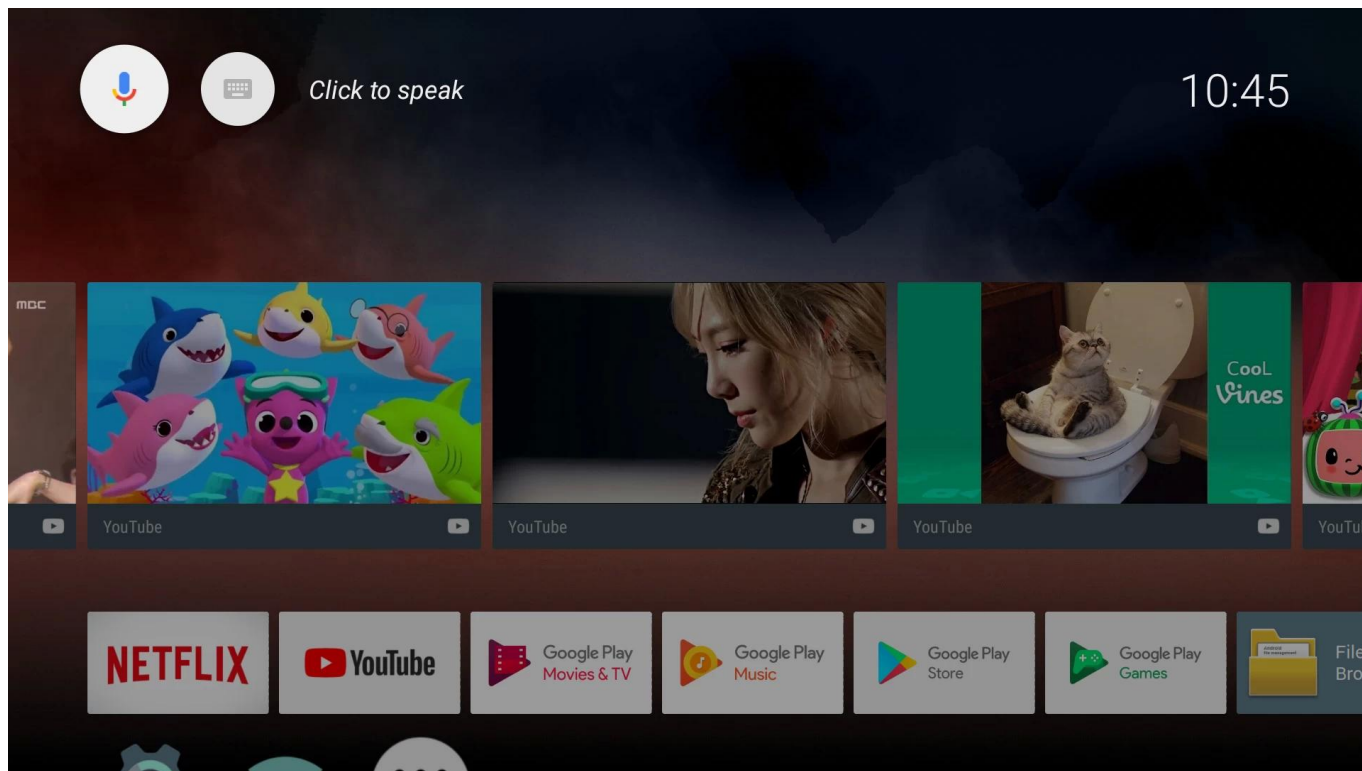 Click to speak
10:45
mbc
CooL
Vines
YouTube
YouTube
YouTube
YouTu
NETFLIX
YouTube
Google Play
Movies & TV
Google Play
Music
Google Play
Store
Google Play
Games
File
Bro